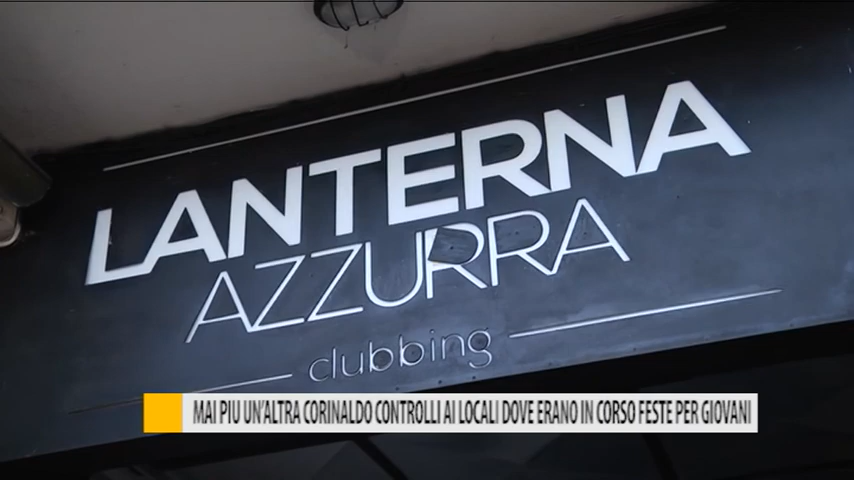 LANTERNA
AZZURRA
clubbing
MAI PIU UN'ALTRA CORINALDO CONTROLLI AI LOCALI DOVE ERANO IN CORSO FESTE PER GIOVANI